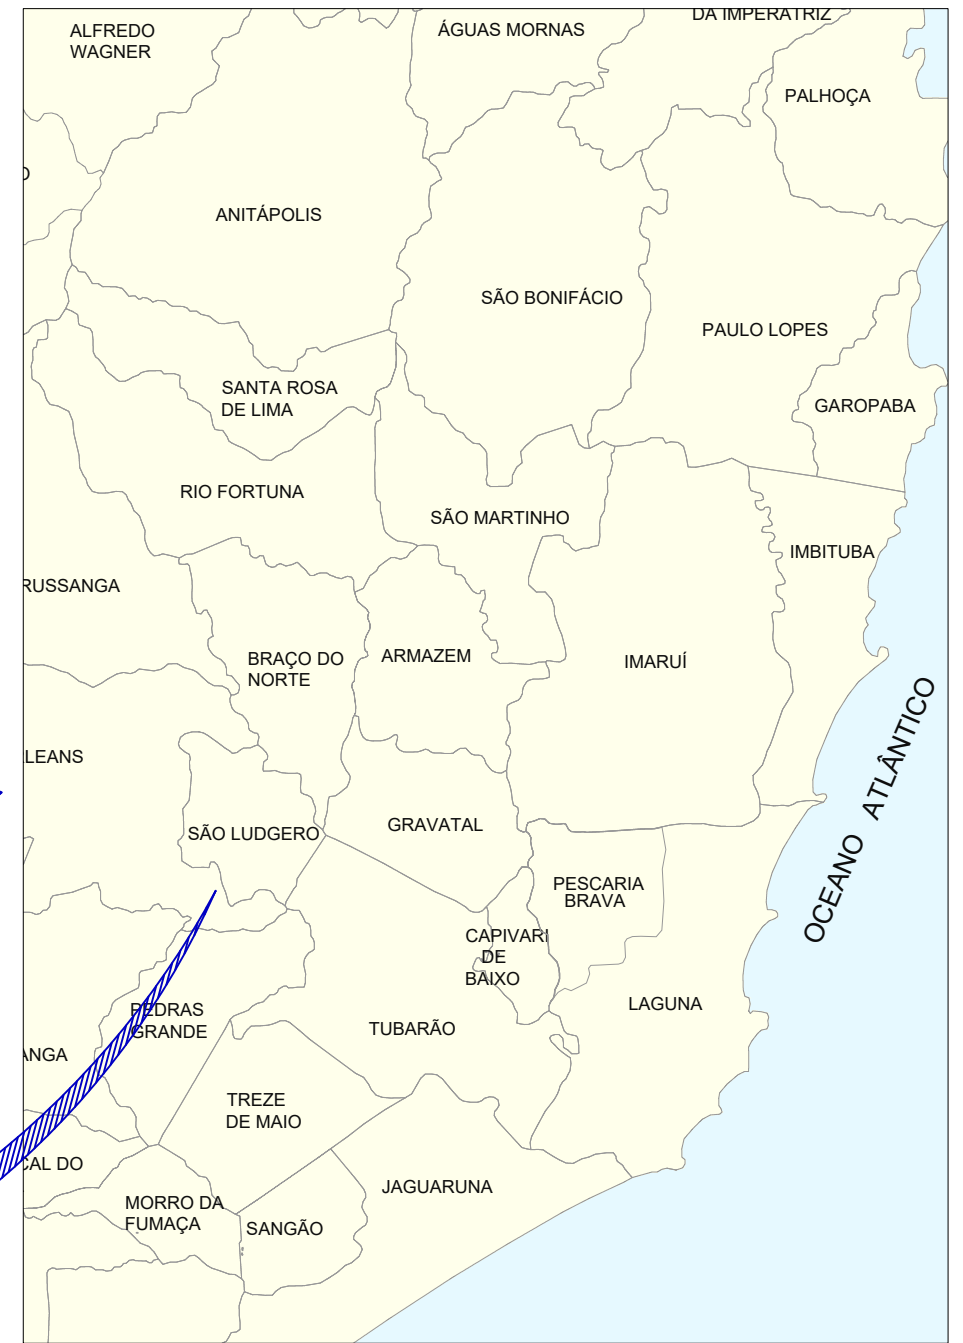 DA IMPERATRIZ
ALFREDO
WAGNER
ÁGUAS MORNAS
PALHOÇA
ANITÁPOLIS
SÃO BONIFÁCIO
PAULO LOPES
SANTA ROSA
DE LIMA
GAROPABA
RIO FORTUNA
SÃO MARTINHO
IMBITUBA
RUSSANGA
BRAÇO DO
NORTE
ARMAZEM
IMARUÍ
OCEANO ATLÂNTICO
LEANS
SÃO LUDGERO
GRAVATAL
PESCARIA
BRAVA
CAPIVARI
DE
BAIXO
PEDRAS
GRANDE
TUBARÃO
LAGUNA
ANGA
TREZE
DE MAIO
CAL DO
JAGUARUNA
MORRO DA
FUMAÇA
SANGÃO